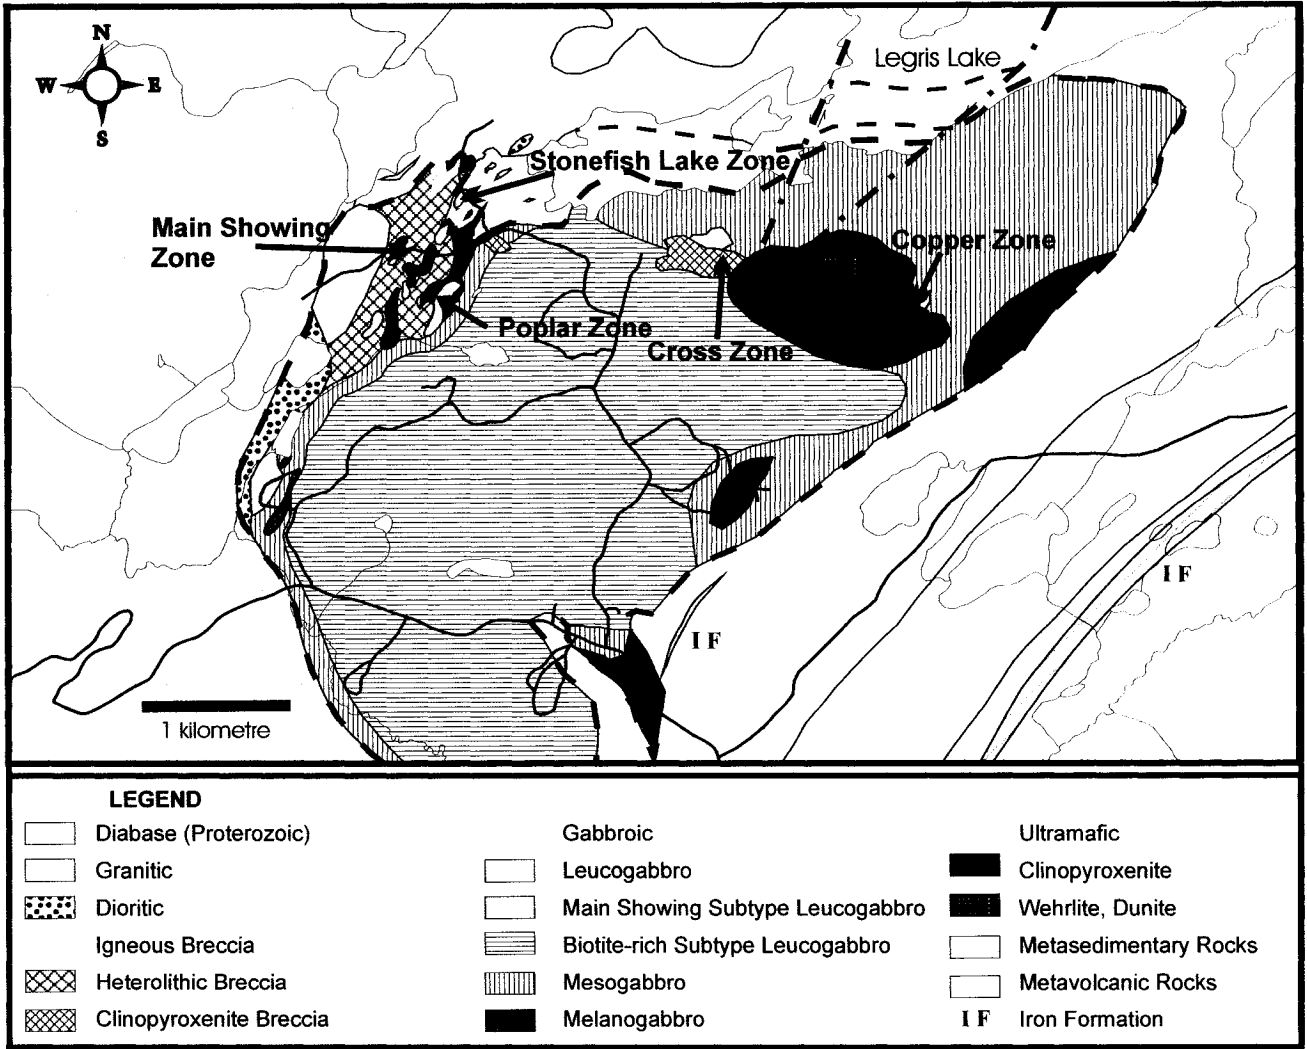 N
W E
S
Legris Lake
Stonefish Lake Zone
Main Showing
Zone
Copper Zone
Poplar Zone
Cross Zone
I F
I F
1 kilometre
LEGEND
Diabase (Proterozoic)
Granitic
Dioritic
Igneous Breccia
Heterolithic Breccia
Clinopyroxenite Breccia
Gabbroic
Leucogabbro
Main Showing Subtype Leucogabbro
Biotite-rich Subtype Leucogabbro
Mesogabbro
Melanogabbro
Ultramafic
Clinopyroxenite
Wehrlite, Dunite
Metasedimentary Rocks
Metavolcanic Rocks
I F Iron Formation